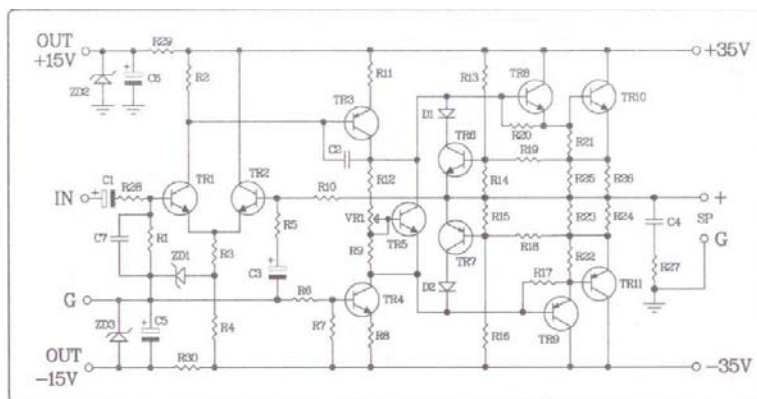 OUT
+15V
R29
+35V
ZD2
+
C6
R2
R11
R13
TR8
TR3
TR10
D1
R20
R21
C2
TR6
R19
C1
+
R28
TR1
TR2
R12
R14
R25
R26
IN
R10
+
VR1
R15
R23
R24
C4
SP
C7
R1
R5
TR5
TR7
R18
G
ZD1
R3
R9
R22
C3
+
D2
R17
R27
G
R6
TR4
TR11
ZD3
+
C5
R4
R7
R8
R16
TR9
OUT
-15V
R30
-35V